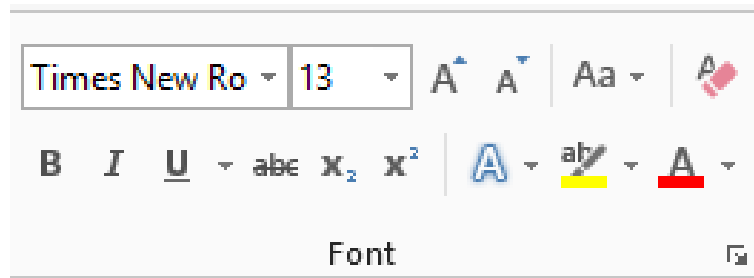 Times New Ro 13 A A Aa A
B I U abc X₂ X² A ab A
Font